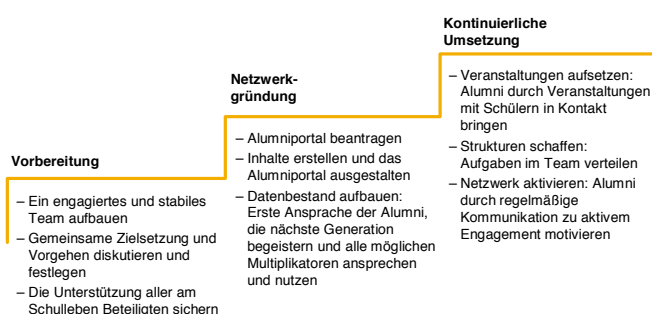 Vorbereitung
– Ein engagiertes und stabiles
Team aufbauen
– Gemeinsame Zielsetzung und
Vorgehen diskutieren und
festlegen
– Die Unterstützung aller am
Schulleben Beteiligten sichern
Netzwerk-
gründung
– Alumniportal beantragen
– Inhalte erstellen und das
Alumniportal ausgestalten
– Datenbestand aufbauen:
Erste Ansprache der Alumni,
die nächste Generation
begeistern und alle möglichen
Multiplikatoren ansprechen
und nutzen
Kontinuierliche
Umsetzung
– Veranstaltungen aufsetzen:
Alumni durch Veranstaltungen
mit Schülern in Kontakt
bringen
– Strukturen schaffen:
Aufgaben im Team verteilen
– Netzwerk aktivieren: Alumni
durch regelmäßige
Kommunikation zu aktivem
Engagement motivieren